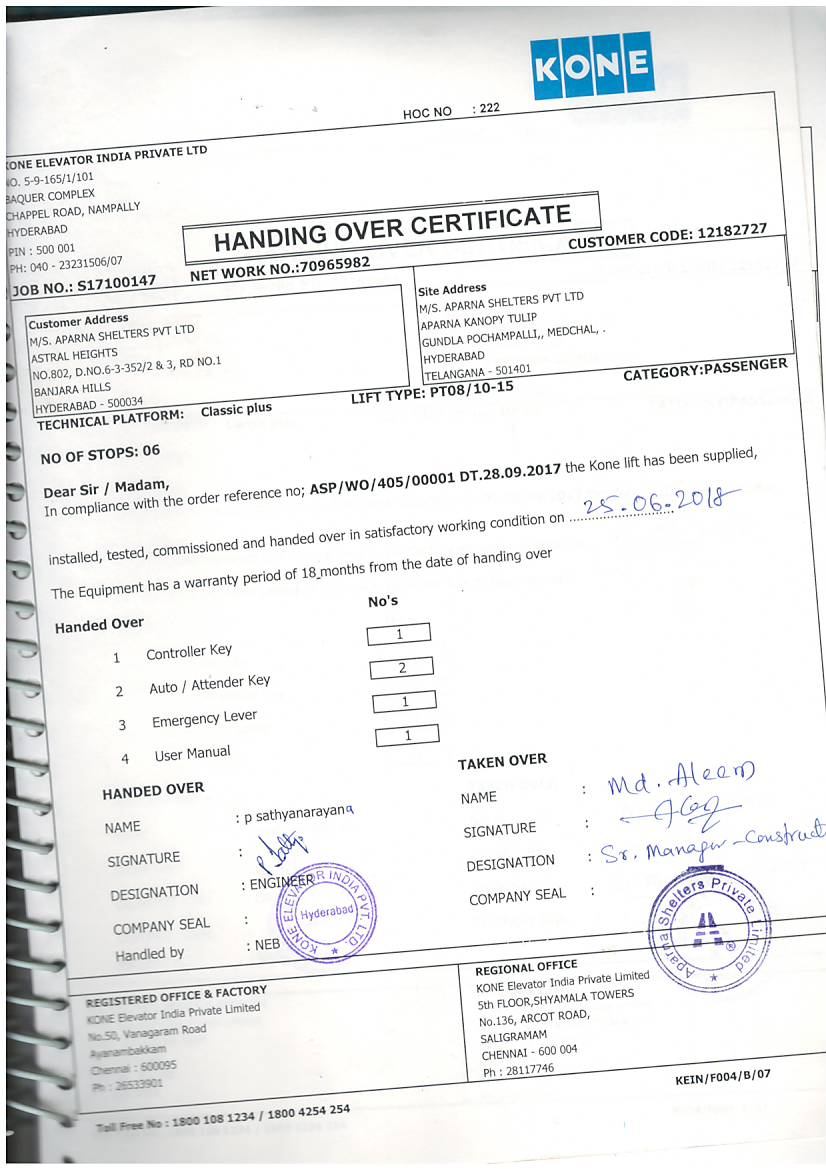 KONE
HOC NO : 222
KONE ELEVATOR INDIA PRIVATE LTD
NO. 5-9-165/1/101
BAQUER COMPLEX
CHAPPEL ROAD, NAMPALLY
HYDERABAD
PIN : 500 001
PH: 040 - 23231506/07
HANDING OVER CERTIFICATE
JOB NO.: S17100147 NET WORK NO.:70965982 CUSTOMER CODE: 12182727
Customer Address
M/S. APARNA SHELTERS PVT LTD
ASTRAL HEIGHTS
NO.802, D.NO.6-3-352/2 & 3, RD NO.1
BANJARA HILLS
HYDERABAD - 500034
Site Address
M/S. APARNA SHELTERS PVT LTD
APARNA KANOPY TULIP
GUNDLA POCHAMPALLI,, MEDCHAL, .
HYDERABAD
TELANGANA - 501401
TECHNICAL PLATFORM: Classic plus LIFT TYPE: PT08/10-15 CATEGORY:PASSENGER
NO OF STOPS: 06
Dear Sir / Madam,
In compliance with the order reference no; ASP/WO/405/00001 DT.28.09.2017 the Kone lift has been supplied,
installed, tested, commissioned and handed over in satisfactory working condition on 25.06.2018
The Equipment has a warranty period of 18 months from the date of handing over
Handed Over No's
1 Controller Key 1
2 Auto / Attender Key 2
3 Emergency Lever 1
4 User Manual 1
HANDED OVER
NAME : p sathyanarayana
SIGNATURE : P Saty
DESIGNATION : ENGINEER
COMPANY SEAL :
Handled by : NEB
KONE ELEVATOR INDIA PVT. LTD.
Hyderabad
TAKEN OVER
NAME : Md. Aleem
SIGNATURE :
DESIGNATION : Sr. Manager-Construct
COMPANY SEAL :
Aparna Shelters Private Limited
REGISTERED OFFICE & FACTORY
KONE Elevator India Private Limited
No.50, Vanagaram Road
Ayanambakkam
Chennai : 600095
Ph : 26533901
REGIONAL OFFICE
KONE Elevator India Private Limited
5th FLOOR,SHYAMALA TOWERS
No.136, ARCOT ROAD,
SALIGRAMAM
CHENNAI - 600 004
Ph : 28117746
KEIN/F004/B/07
Toll Free No : 1800 108 1234 / 1800 4254 254